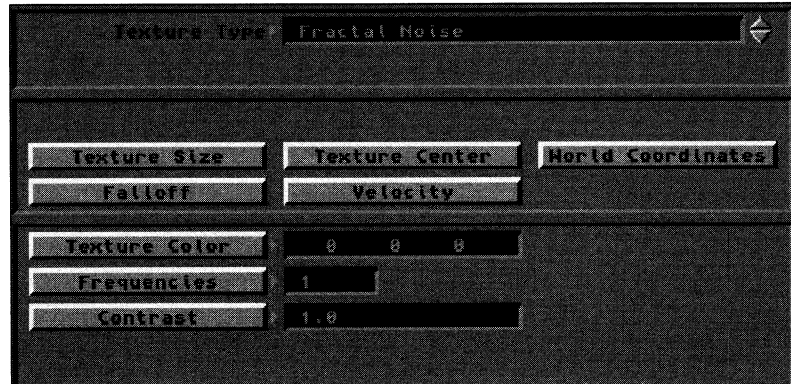 Texture Type Fractal Noise
Texture Size Texture Center World Coordinates
Falloff Velocity
Texture Color 0 0 0
Frequencies 1
Contrast 1.0